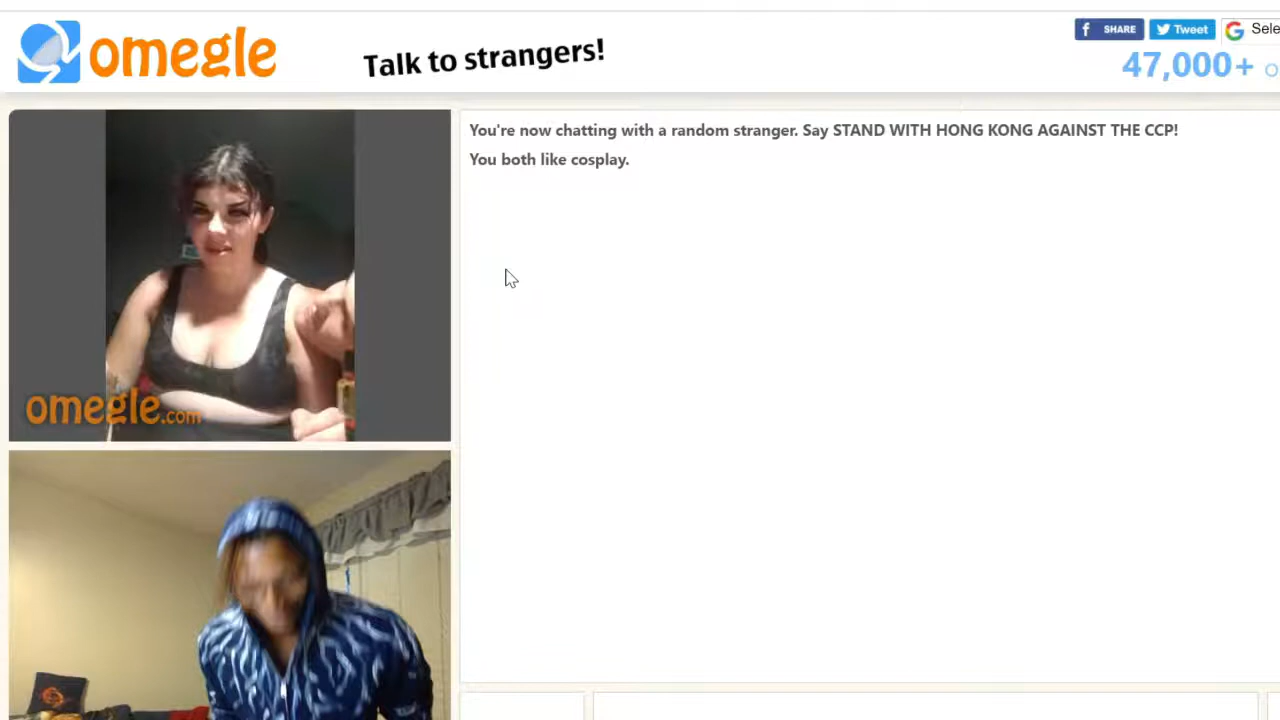 omegle
Talk to strangers!
f SHARE
Tweet
G Sele
47,000+ o
You're now chatting with a random stranger. Say STAND WITH HONG KONG AGAINST THE CCP!
You both like cosplay.
omegle.com